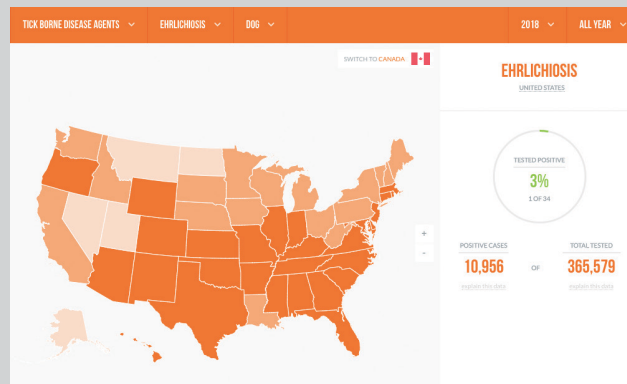 TICK BORNE DISEASE AGENTS EHRLICHIOSIS DOG 2018 ALL YEAR
SWITCH TO CANADA
EHRLICHIOSIS
UNITED STATES
TESTED POSITIVE
3%
1 OF 34
POSITIVE CASES TOTAL TESTED
10,956 OF 365,579
explain this data explain this data
+
-